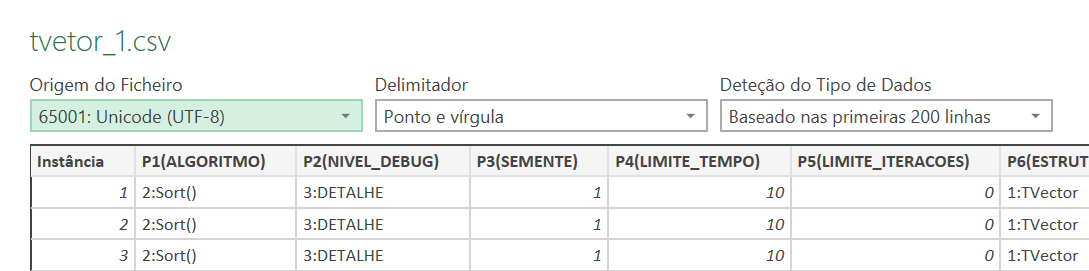 tvetor_1.csv
Origem do Ficheiro Delimitador Deteção do Tipo de Dados
65001: Unicode (UTF-8) Ponto e vírgula Baseado nas primeiras 200 linhas
Instância P1(ALGORITMO) P2(NIVEL_DEBUG) P3(SEMENTE) P4(LIMITE_TEMPO) P5(LIMITE_ITERACOES) P6(ESTRUT
1 2:Sort() 3:DETALHE 1 10 0 1:TVector
2 2:Sort() 3:DETALHE 1 10 0 1:TVector
3 2:Sort() 3:DETALHE 1 10 0 1:TVector